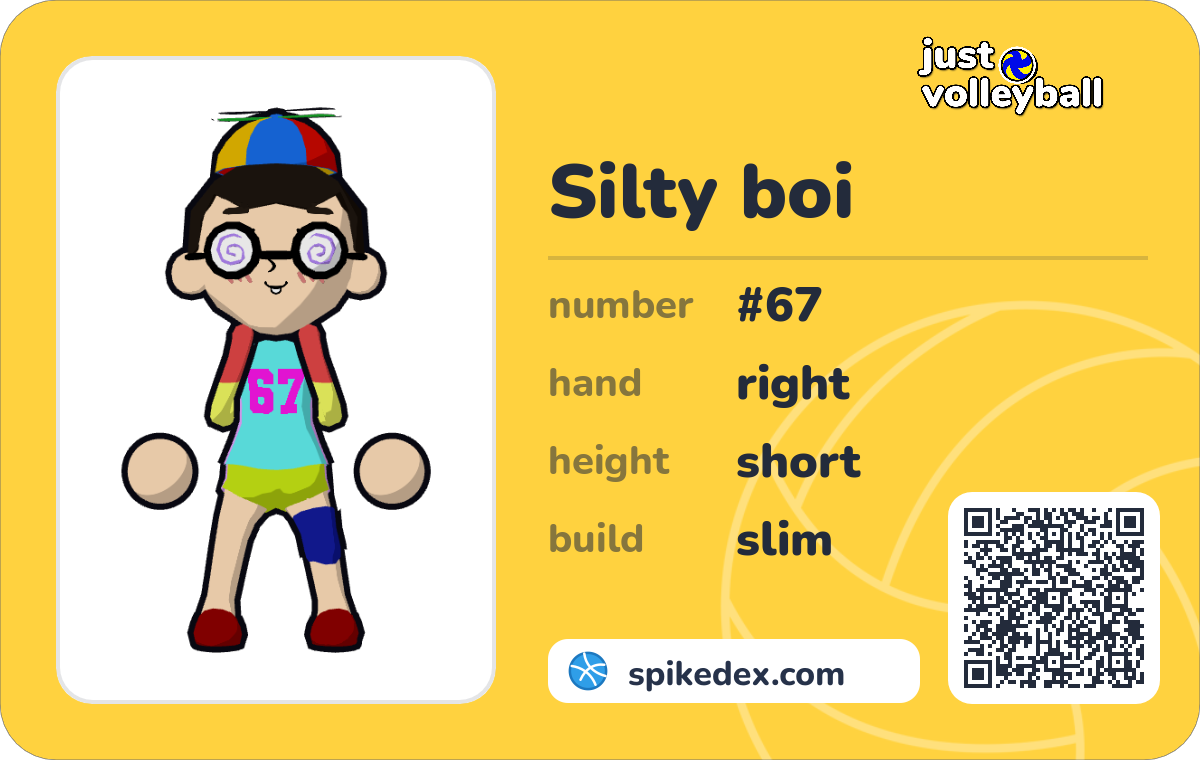 just
volleyball
Silty boi
number #67
hand right
height short
build slim
67
spikedex.com